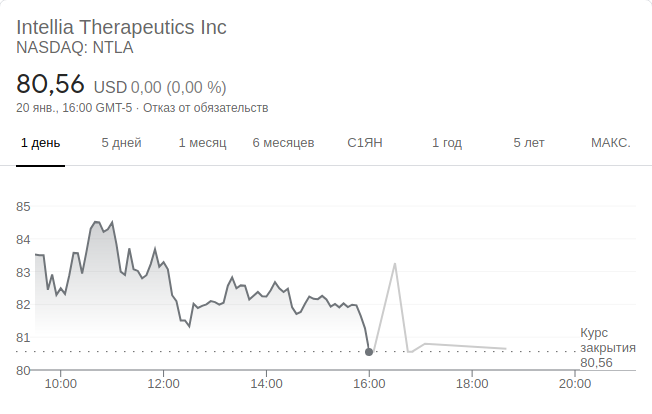 Intellia Therapeutics Inc
NASDAQ: NTLA
80,56 USD 0,00 (0,00 %)
20 янв., 16:00 GMT-5 · Отказ от обязательств
1 день 5 дней 1 месяц 6 месяцев С1ЯН 1 год 5 лет МАКС.
85
84
83
82
81
80
Курс
закрытия
80,56
10:00 12:00 14:00 16:00 18:00 20:00